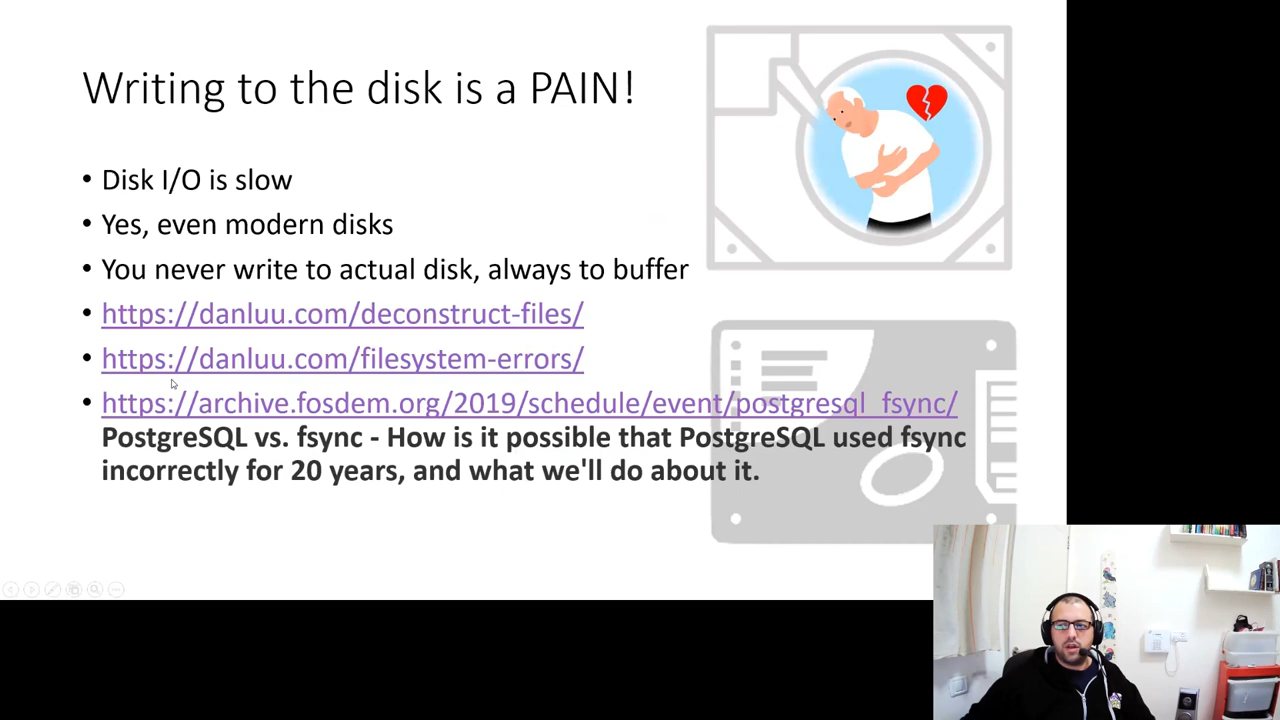 Writing to the disk is a PAIN!
• Disk I/O is slow
• Yes, even modern disks
• You never write to actual disk, always to buffer
• https://danluu.com/deconstruct-files/
• https://danluu.com/filesystem-errors/
• https://archive.fosdem.org/2019/schedule/event/postgresql_fsync/
PostgreSQL vs. fsync - How is it possible that PostgreSQL used fsync
incorrectly for 20 years, and what we'll do about it.